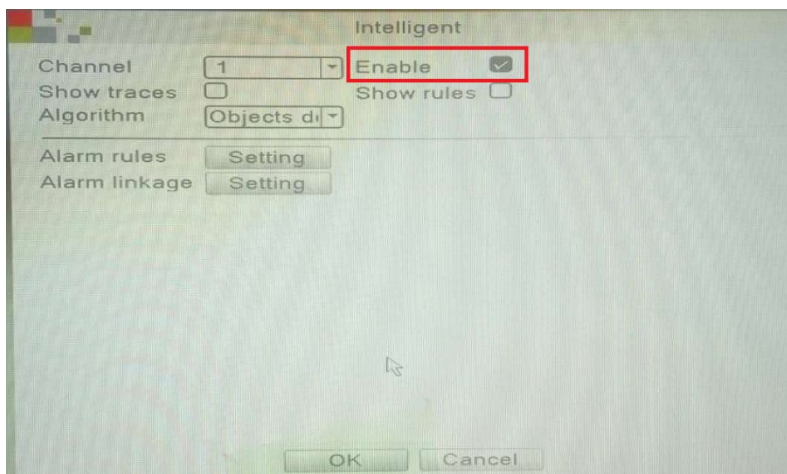 Intelligent
Channel 1 Enable
Show traces Show rules
Algorithm Objects d
Alarm rules Setting
Alarm linkage Setting
OK Cancel